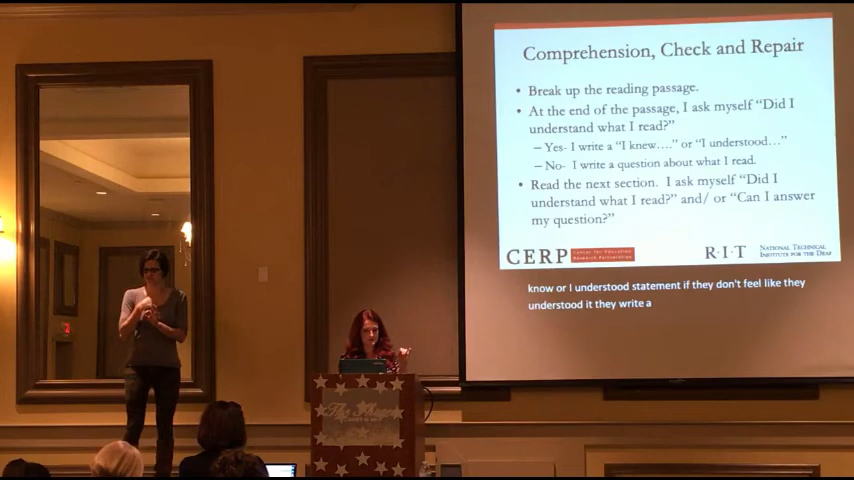 Comprehension, Check and Repair
• Break up the reading passage.
• At the end of the passage, I ask myself “Did I
understand what I read?”
– Yes- I write a “I knew….” or “I understood…”
– No- I write a question about what I read.
• Read the next section. I ask myself “Did I
understand what I read?” and/ or “Can I answer
my question?”
CERP Center for Education
Research Partnerships
R·I·T NATIONAL TECHNICAL
INSTITUTE FOR THE DEAF
know or I understood statement if they don't feel like they
understood it they write a